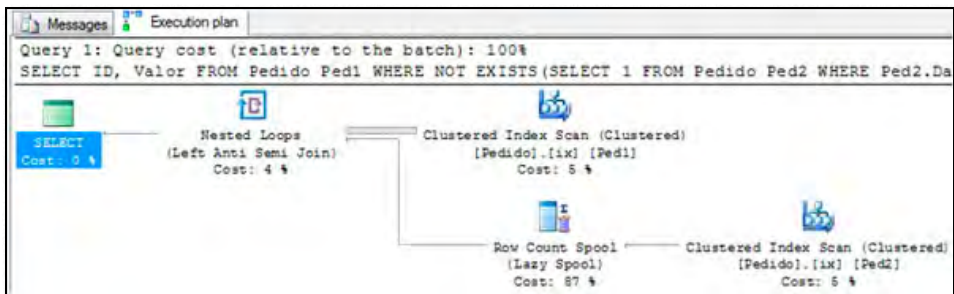 Messages Execution plan
Query 1: Query cost (relative to the batch): 100%
SELECT ID, Valor FROM Pedido Ped1 WHERE NOT EXISTS(SELECT 1 FROM Pedido Ped2 WHERE Ped2.Da
SELECT
Cost: 0 %
Nested Loops
(Left Anti Semi Join)
Cost: 4 %
Clustered Index Scan (Clustered)
[Pedido].[ix] [Ped1]
Cost: 5 %
Row Count Spool
(Lazy Spool)
Cost: 87 %
Clustered Index Scan (Clustered)
[Pedido].[ix] [Ped2]
Cost: 5 %